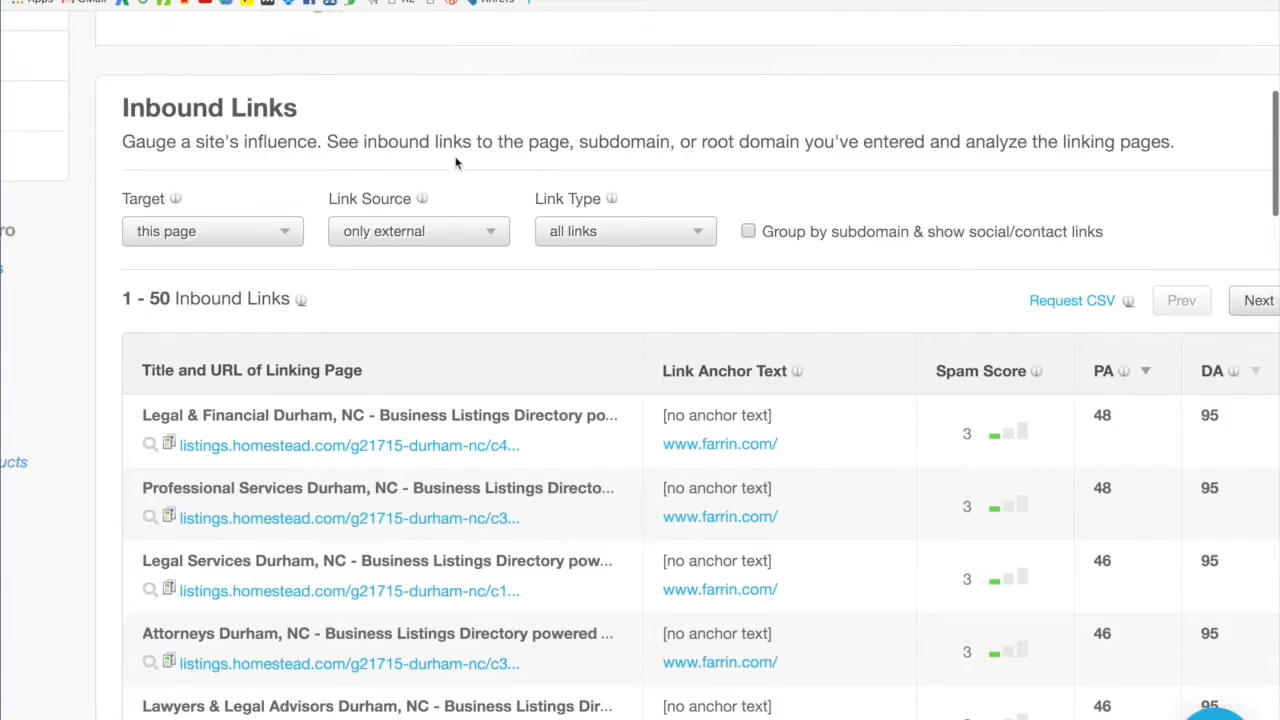 Apps Gmail Ahrefs
Inbound Links
Gauge a site's influence. See inbound links to the page, subdomain, or root domain you've entered and analyze the linking pages.
Target Link Source Link Type
this page only external all links Group by subdomain & show social/contact links
ro
s
1 - 50 Inbound Links Request CSV Prev Next
Title and URL of Linking Page Link Anchor Text Spam Score PA DA
Legal & Financial Durham, NC - Business Listings Directory po... [no anchor text] 48 95
listings.homestead.com/g21715-durham-nc/c4... www.farrin.com/ 3
ucts
Professional Services Durham, NC - Business Listings Directo... [no anchor text] 48 95
listings.homestead.com/g21715-durham-nc/c3... www.farrin.com/ 3
Legal Services Durham, NC - Business Listings Directory pow... [no anchor text] 46 95
listings.homestead.com/g21715-durham-nc/c1... www.farrin.com/ 3
Attorneys Durham, NC - Business Listings Directory powered ... [no anchor text] 46 95
listings.homestead.com/g21715-durham-nc/c3... www.farrin.com/ 3
Lawyers & Legal Advisors Durham, NC - Business Listings Dir... [no anchor text] 46 95